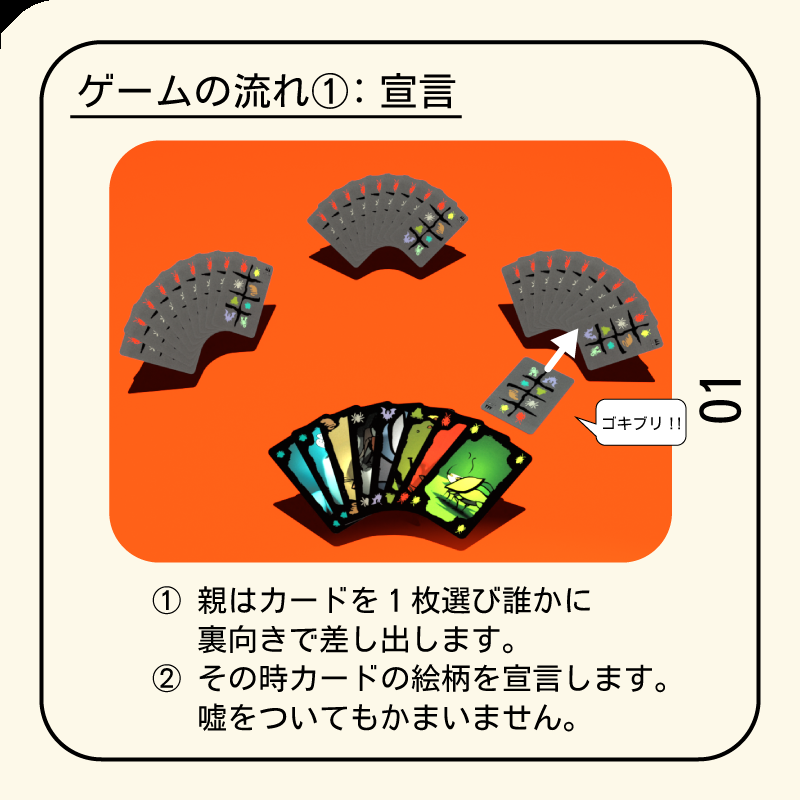 ゲームの流れ①：宣言
ゴキブリ!!
01
① 親はカードを1枚選び誰かに
裏向きで差し出します。
② その時カードの絵柄を宣言します。
嘘をついてもかまいません。